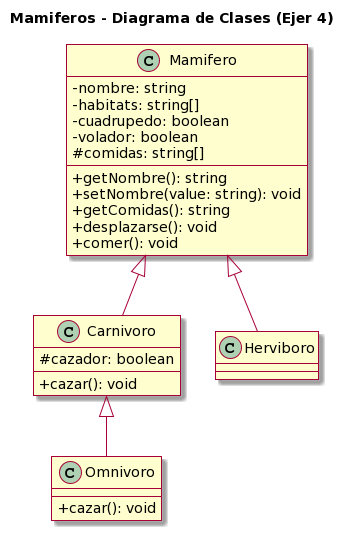 Mamiferos - Diagrama de Clases (Ejer 4)
C Mamifero
-nombre: string
-habitats: string[]
-cuadrupedo: boolean
-volador: boolean
#comidas: string[]
+getNombre(): string
+setNombre(value: string): void
+getComidas(): string
+desplazarse(): void
+comer(): void
C Carnivoro
#cazador: boolean
+cazar(): void
C Herviboro
C Omnivoro
+cazar(): void